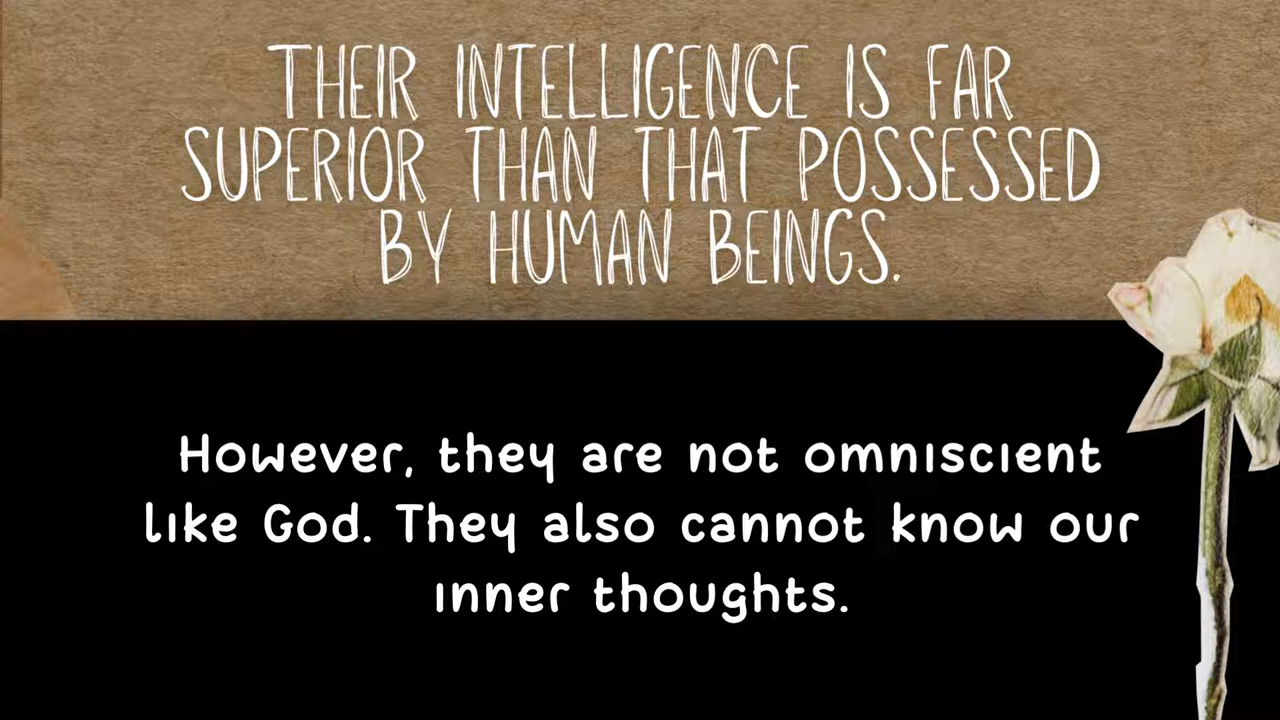 THEIR INTELLIGENCE IS FAR
SUPERIOR THAN THAT POSSESSED
BY HUMAN BEINGS.
However, they are not omniscient
like God. They also cannot know our
inner thoughts.